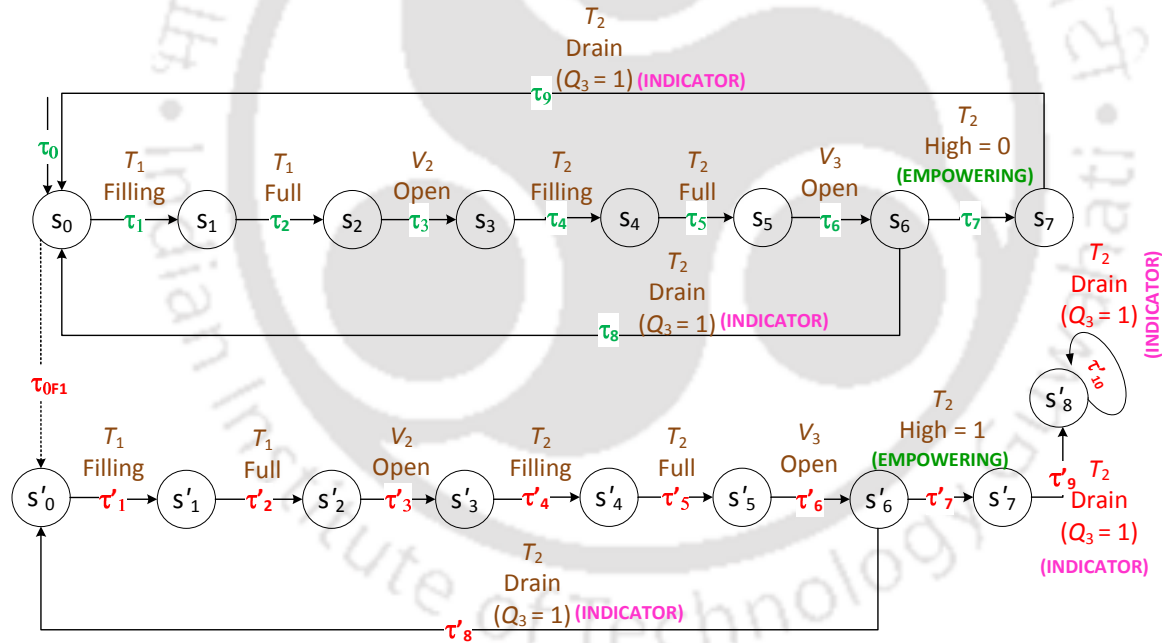 T2
Drain
(Q3 = 1) (INDICATOR)
τ9
τ0
T1
Filling
T1
Full
V2
Open
T2
Filling
T2
Full
V3
Open
T2
High = 0
(EMPOWERING)
S0
τ1
S1
τ2
S2
τ3
S3
τ4
S4
τ5
S5
τ6
S6
τ7
S7
T2
Drain
(Q3 = 1) (INDICATOR)
τ8
T2
Drain
(Q3 = 1)
(INDICATOR)
τ0F1
τ'10
S'8
T1
Filling
T1
Full
V2
Open
T2
Filling
T2
Full
V3
Open
T2
High = 1
(EMPOWERING)
S'0
τ'1
S'1
τ'2
S'2
τ'3
S'3
τ'4
S'4
τ'5
S'5
τ'6
S'6
τ'7
S'7
τ'9
T2
Drain
(Q3 = 1)
(INDICATOR)
T2
Drain
(Q3 = 1) (INDICATOR)
τ'8
Indian Institute of Technology Guwahati